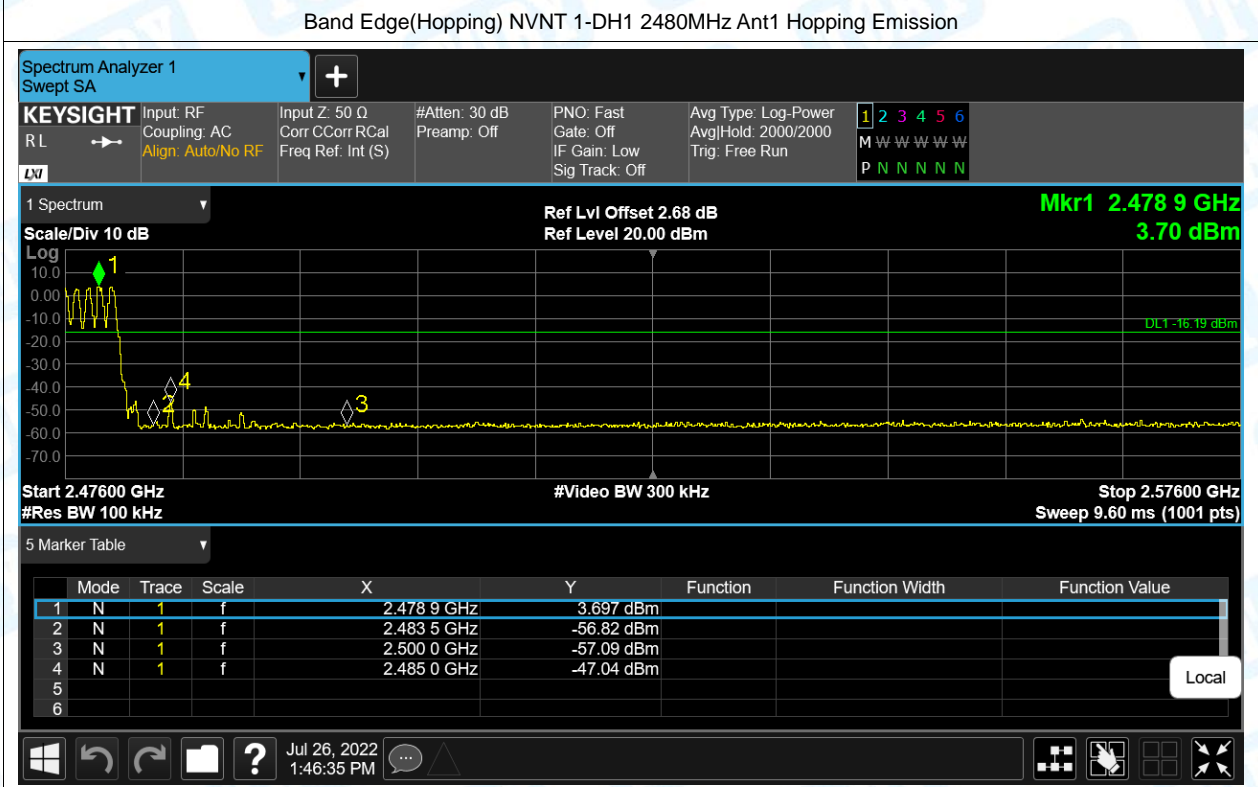 Band Edge(Hopping) NVNT 1-DH1 2480MHz Ant1 Hopping Emission
Spectrum Analyzer 1
Swept SA
+
KEYSIGHT
R L
LXI
Input: RF
Coupling: AC
Align: Auto/No RF
Input Z: 50 Ω
Corr CCorr RCal
Freq Ref: Int (S)
#Atten: 30 dB
Preamp: Off
PNO: Fast
Gate: Off
IF Gain: Low
Sig Track: Off
Avg Type: Log-Power
Avg|Hold: 2000/2000
Trig: Free Run
1 2 3 4 5 6
M W W W W W
P N N N N N
1 Spectrum
Scale/Div 10 dB
Ref Lvl Offset 2.68 dB
Ref Level 20.00 dBm
Mkr1 2.478 9 GHz
3.70 dBm
Log
10.0
0.00
-10.0
-20.0
-30.0
-40.0
-50.0
-60.0
-70.0
1
2
4
3
DL1 -16.19 dBm
Start 2.47600 GHz
#Video BW 300 kHz
Stop 2.57600 GHz
#Res BW 100 kHz
Sweep 9.60 ms (1001 pts)
5 Marker Table
Mode Trace Scale X Y Function Function Width Function Value
1 N 1 f 2.478 9 GHz 3.697 dBm
2 N 1 f 2.483 5 GHz -56.82 dBm
3 N 1 f 2.500 0 GHz -57.09 dBm
4 N 1 f 2.485 0 GHz -47.04 dBm
5
6
Local
?
Jul 26, 2022
1:46:35 PM